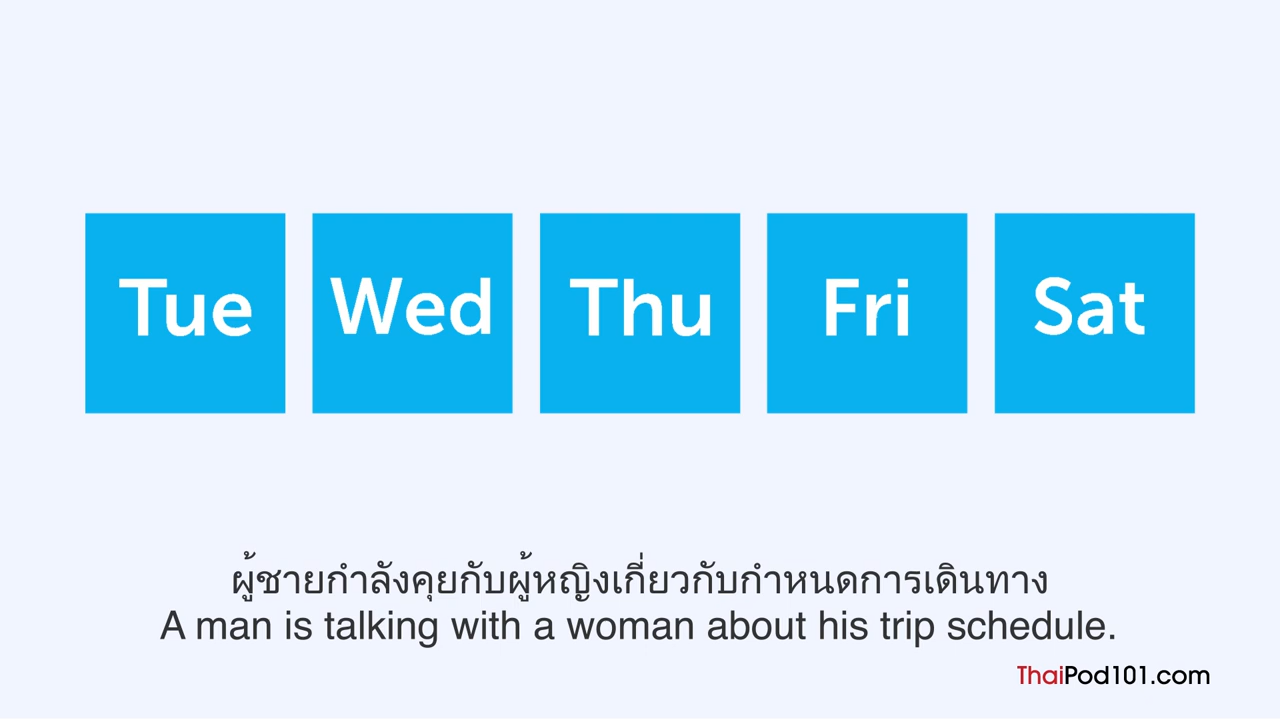 Tue Wed Thu Fri Sat
ผู้ชายกำลังคุยกับผู้หญิงเกี่ยวกับกำหนดการเดินทาง
A man is talking with a woman about his trip schedule.
ThaiPod101.com